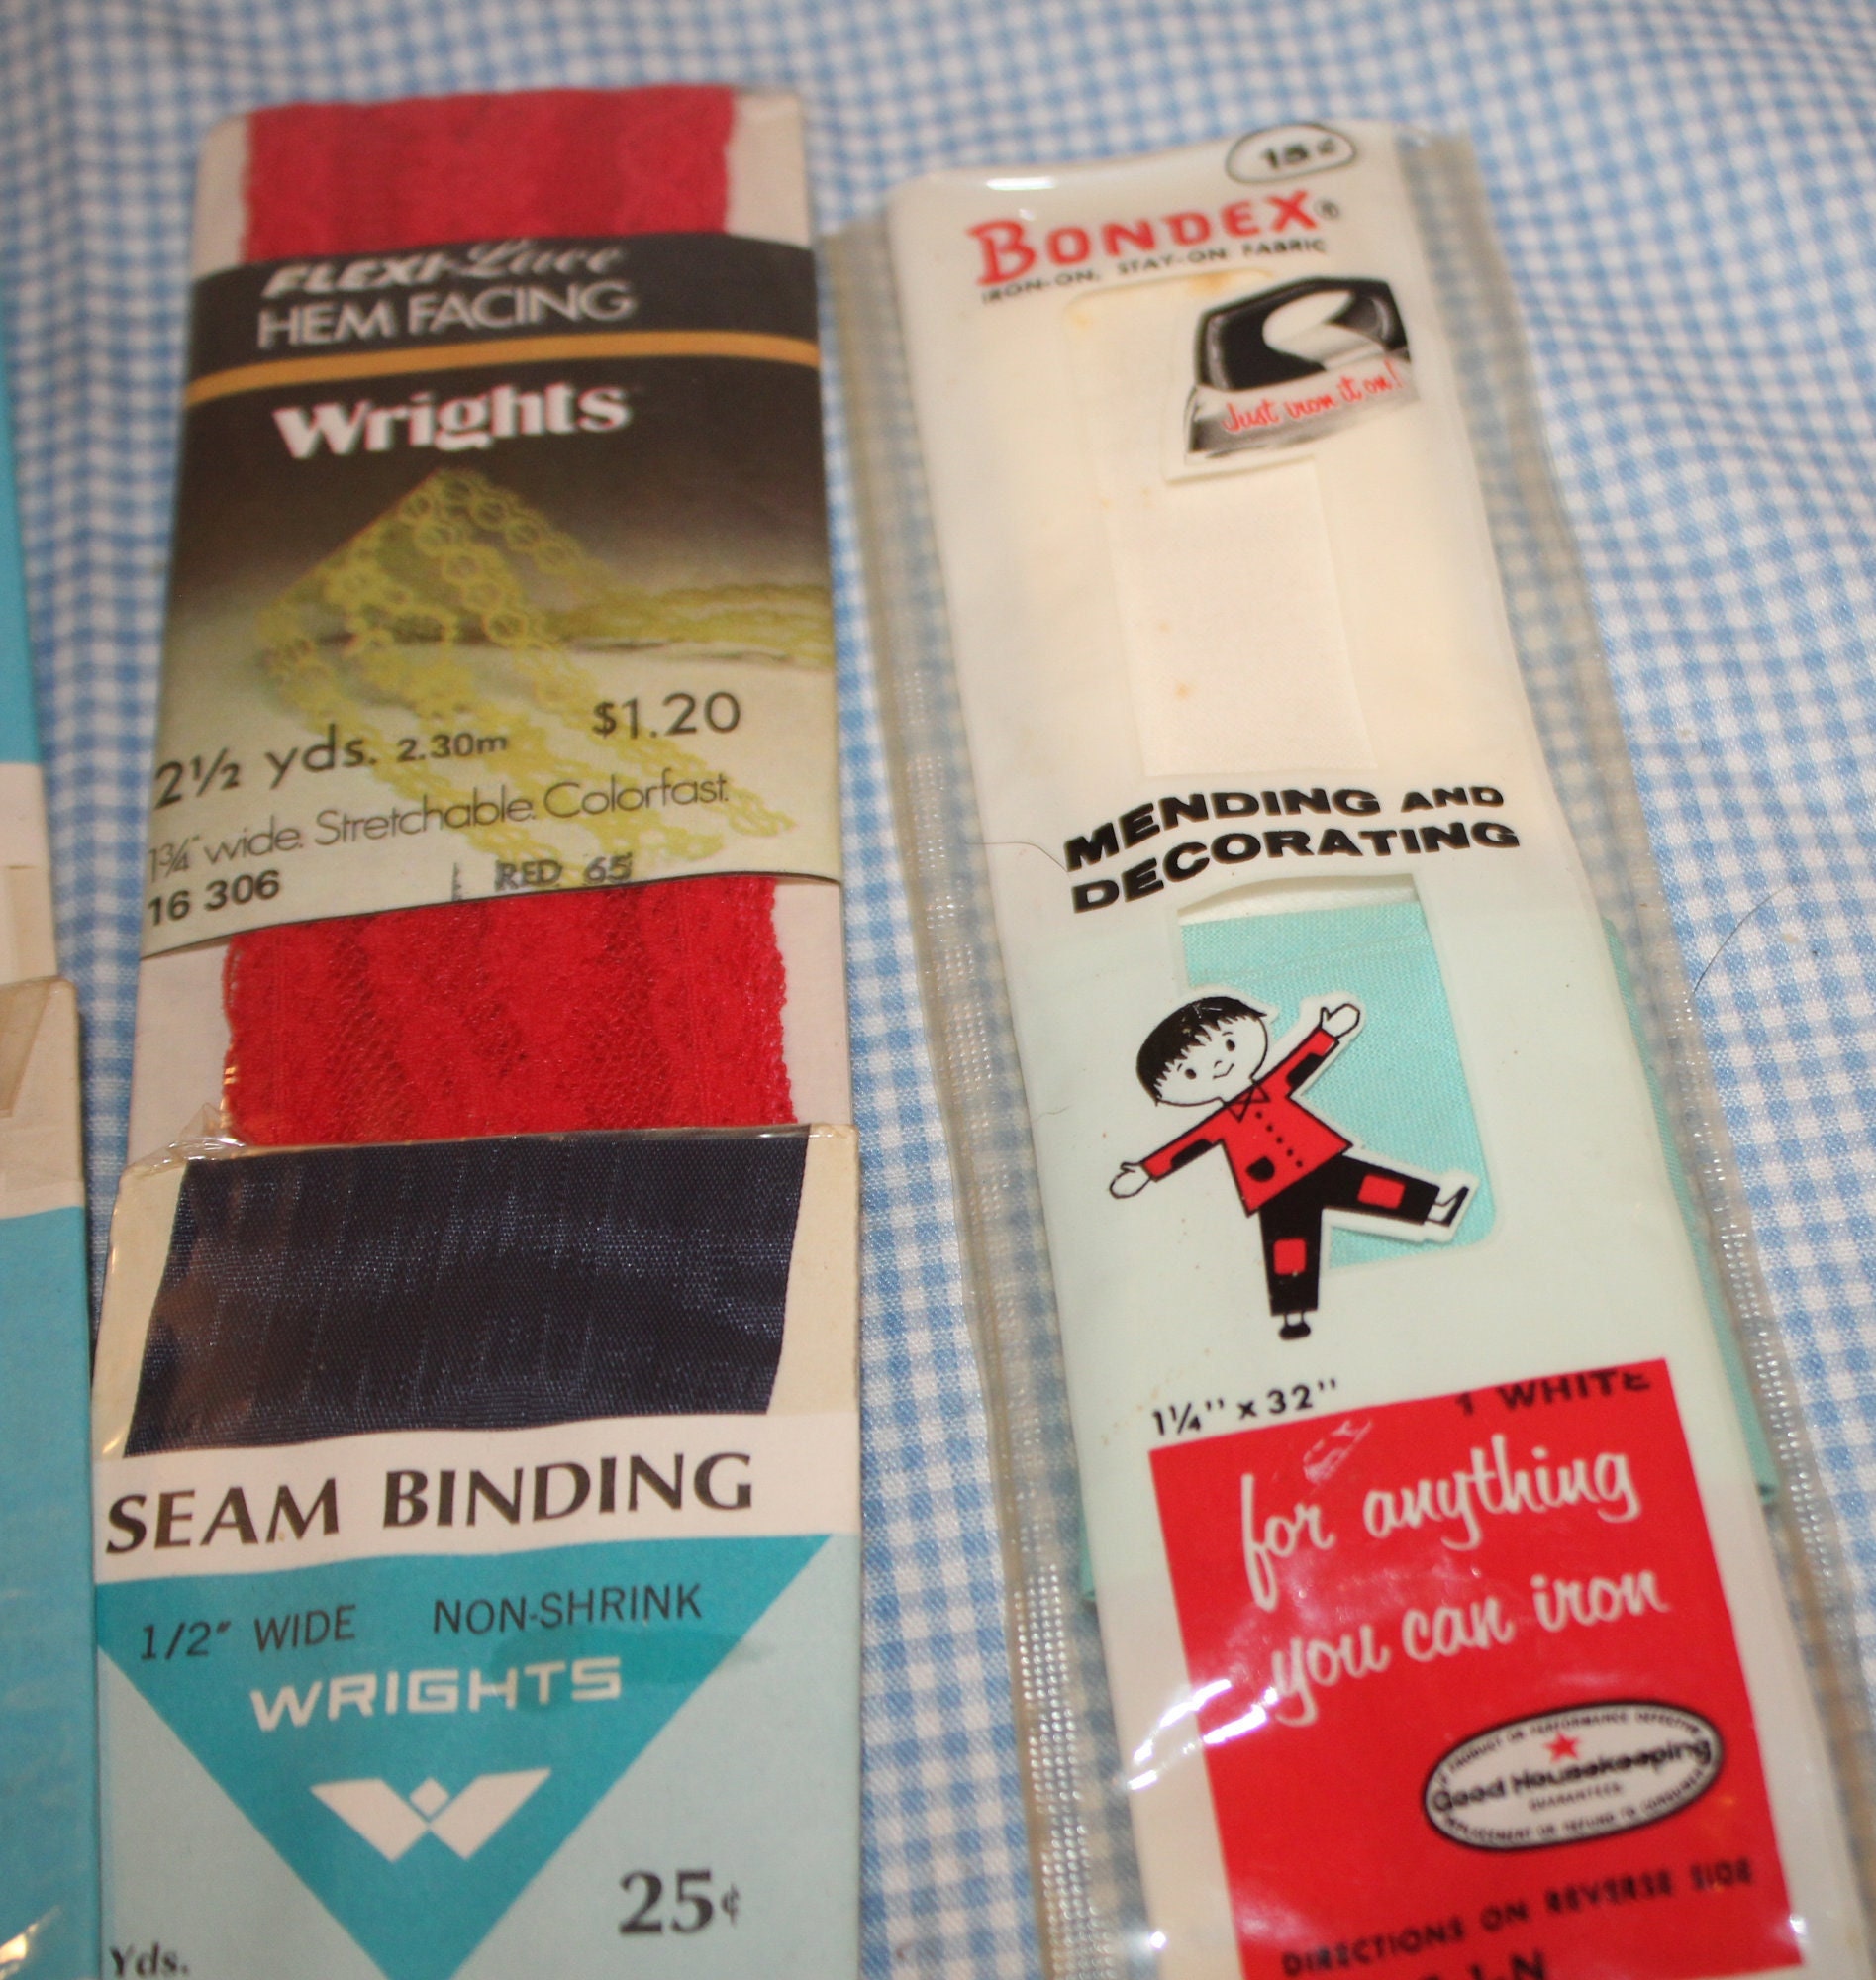 FLEXI-Lace
HEM FACING
Wrights
2½ yds. 2.30m $1.20
1¾" wide. Stretchable. Colorfast.
16 306 RED 65
SEAM BINDING
1/2" WIDE NON-SHRINK
WRIGHTS
25¢
Yds.
15¢
BONDEX®
IRON-ON, STAY-ON FABRIC
Just iron it on!
MENDING AND
DECORATING
1¼" x 32" 1 WHITE
for anything
you can iron
Good Housekeeping
GUARANTEES
DIRECTIONS ON REVERSE SIDE